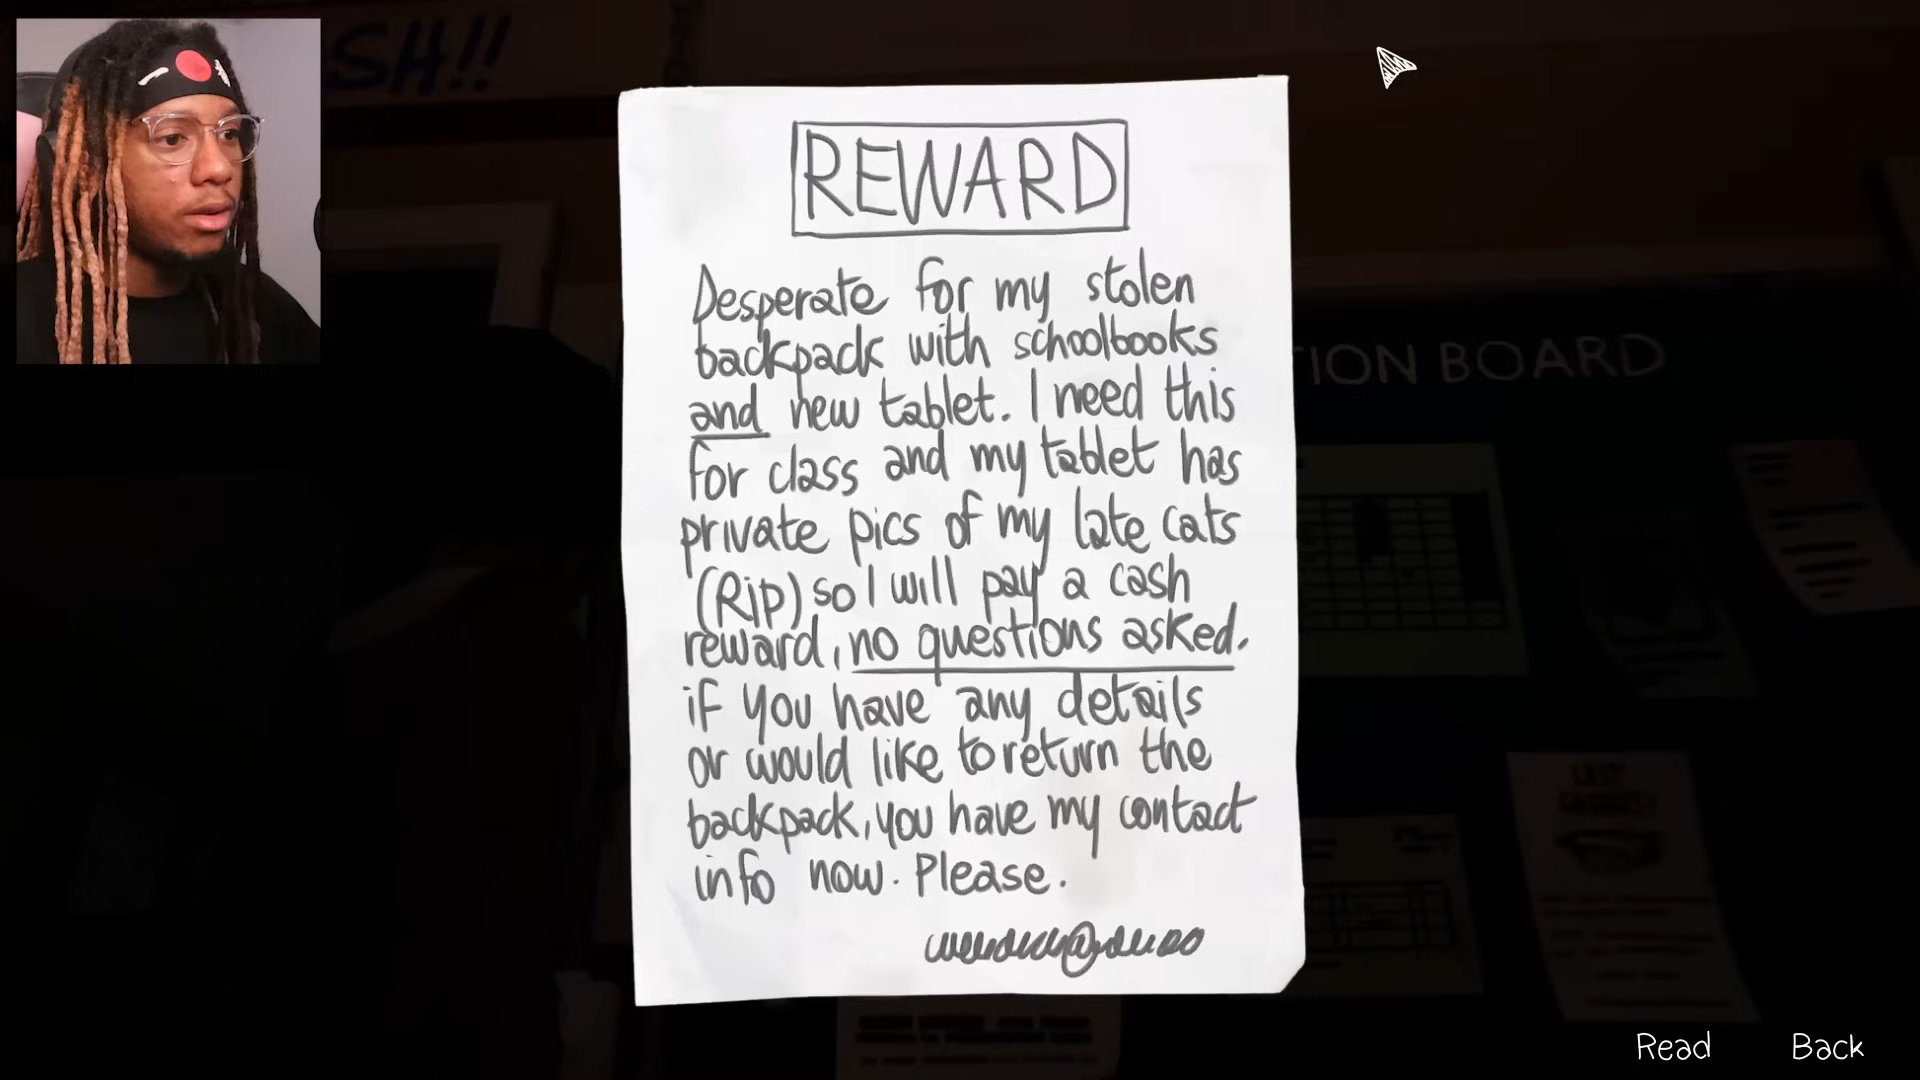 SH!!
REWARD
Desperate for my stolen
backpack with schoolbooks
and new tablet. I need this
for class and my tablet has
private pics of my late cats
(RIP) so I will pay a cash
reward, no questions asked.
if you have any details
or would like to return the
backpack, you have my contact
info now. Please.
TION BOARD
Read Back